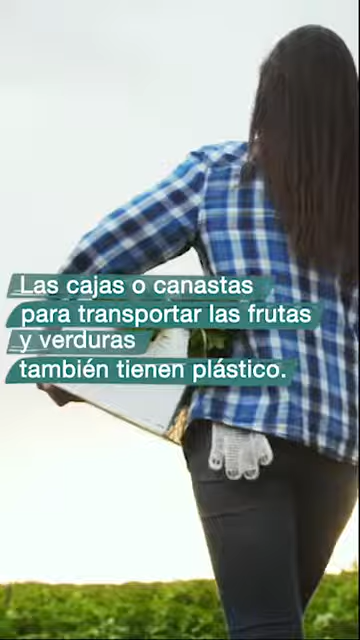 Las cajas o canastas
para transportar las frutas
y verduras
también tienen plástico.